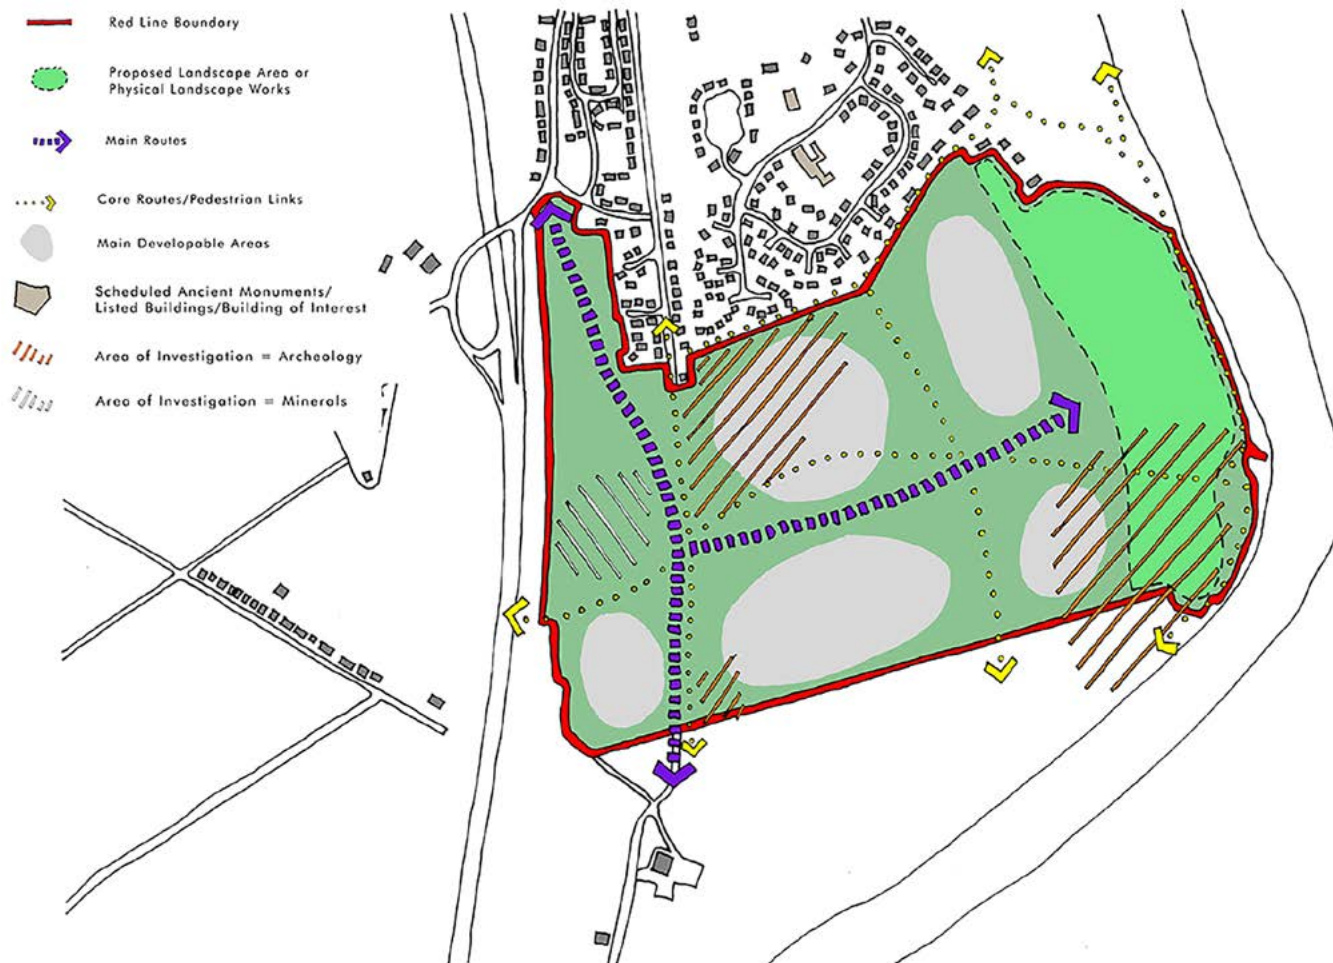 Red Line Boundary
Proposed Landscape Area or
Physical Landscape Works
Main Routes
Core Routes/Pedestrian Links
Main Developable Areas
Scheduled Ancient Monuments/
Listed Buildings/Building of Interest
Area of Investigation = Archeology
Area of Investigation = Minerals